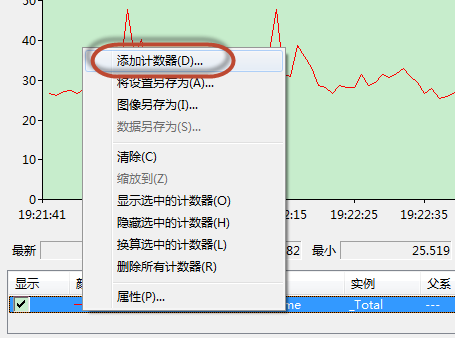 50
40
添加计数器(D)...
将设置另存为(A)...
30
图像另存为(I)...
20
数据另存为(S)...
清除(C)
10
缩放到(Z)
0
显示选中的计数器(O)
19:21:41
2:15
19:22:25
19:22:35
隐藏选中的计数器(H)
最新
换算选中的计数器(L)
82
最小
25.519
删除所有计数器(R)
显示
实例
父系
属性(P)...
me
_Total
---